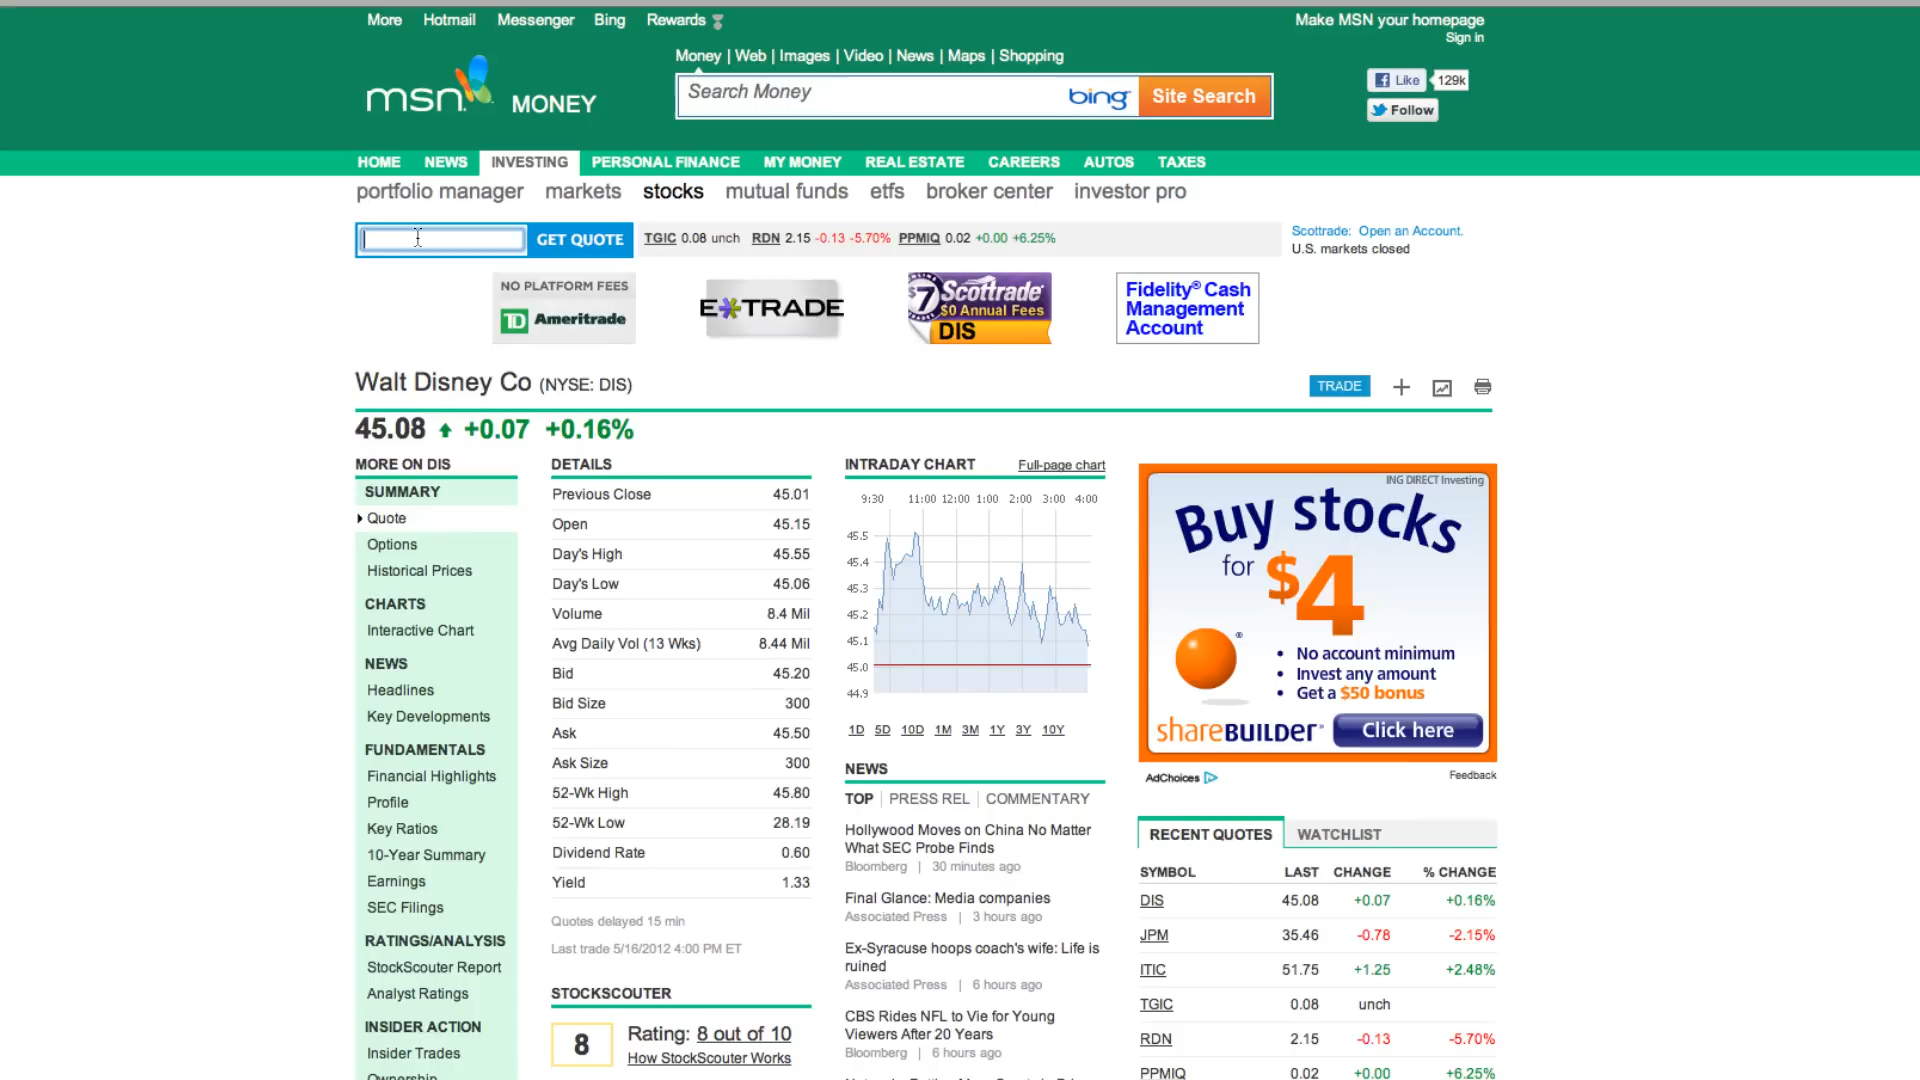 More Hotmail Messenger Bing Rewards
Make MSN your homepage
Sign in
Money | Web | Images | Video | News | Maps | Shopping
msn MONEY
Search Money bing Site Search
Like 129k
Follow
HOME NEWS INVESTING PERSONAL FINANCE MY MONEY REAL ESTATE CAREERS AUTOS TAXES
portfolio manager markets stocks mutual funds etfs broker center investor pro
GET QUOTE TGIC 0.08 unch RDN 2.15 -0.13 -5.70% PPMIQ 0.02 +0.00 +6.25%
Scottrade: Open an Account.
U.S. markets closed
NO PLATFORM FEES
TD Ameritrade
E*TRADE
$7 Scottrade
$0 Annual Fees
DIS
Fidelity® Cash
Management
Account
Walt Disney Co (NYSE: DIS)
TRADE
45.08 +0.07 +0.16%
MORE ON DIS
SUMMARY
Quote
Options
Historical Prices
CHARTS
Interactive Chart
NEWS
Headlines
Key Developments
FUNDAMENTALS
Financial Highlights
Profile
Key Ratios
10-Year Summary
Earnings
SEC Filings
RATINGS/ANALYSIS
StockScouter Report
Analyst Ratings
INSIDER ACTION
Insider Trades
Ownership
DETAILS
Previous Close 45.01
Open 45.15
Day's High 45.55
Day's Low 45.06
Volume 8.4 Mil
Avg Daily Vol (13 Wks) 8.44 Mil
Bid 45.20
Bid Size 300
Ask 45.50
Ask Size 300
52-Wk High 45.80
52-Wk Low 28.19
Dividend Rate 0.60
Yield 1.33
Quotes delayed 15 min
Last trade 5/16/2012 4:00 PM ET
STOCKSCOUTER
8
Rating: 8 out of 10
How StockScouter Works
INTRADAY CHART Full-page chart
9:30 11:00 12:00 1:00 2:00 3:00 4:00
45.5
45.4
45.3
45.2
45.1
45.0
44.9
1D 5D 10D 1M 3M 1Y 3Y 10Y
NEWS
TOP | PRESS REL | COMMENTARY
Hollywood Moves on China No Matter
What SEC Probe Finds
Bloomberg | 30 minutes ago
Final Glance: Media companies
Associated Press | 3 hours ago
Ex-Syracuse hoops coach's wife: Life is
ruined
Associated Press | 6 hours ago
CBS Rides NFL to Vie for Young
Viewers After 20 Years
Bloomberg | 6 hours ago
ING DIRECT Investing
Buy stocks
for $4
• No account minimum
• Invest any amount
• Get a $50 bonus
shareBUILDER Click here
AdChoices
Feedback
RECENT QUOTES WATCHLIST
SYMBOL LAST CHANGE % CHANGE
DIS 45.08 +0.07 +0.16%
JPM 35.46 -0.78 -2.15%
ITIC 51.75 +1.25 +2.48%
TGIC 0.08 unch
RDN 2.15 -0.13 -5.70%
PPMIQ 0.02 +0.00 +6.25%